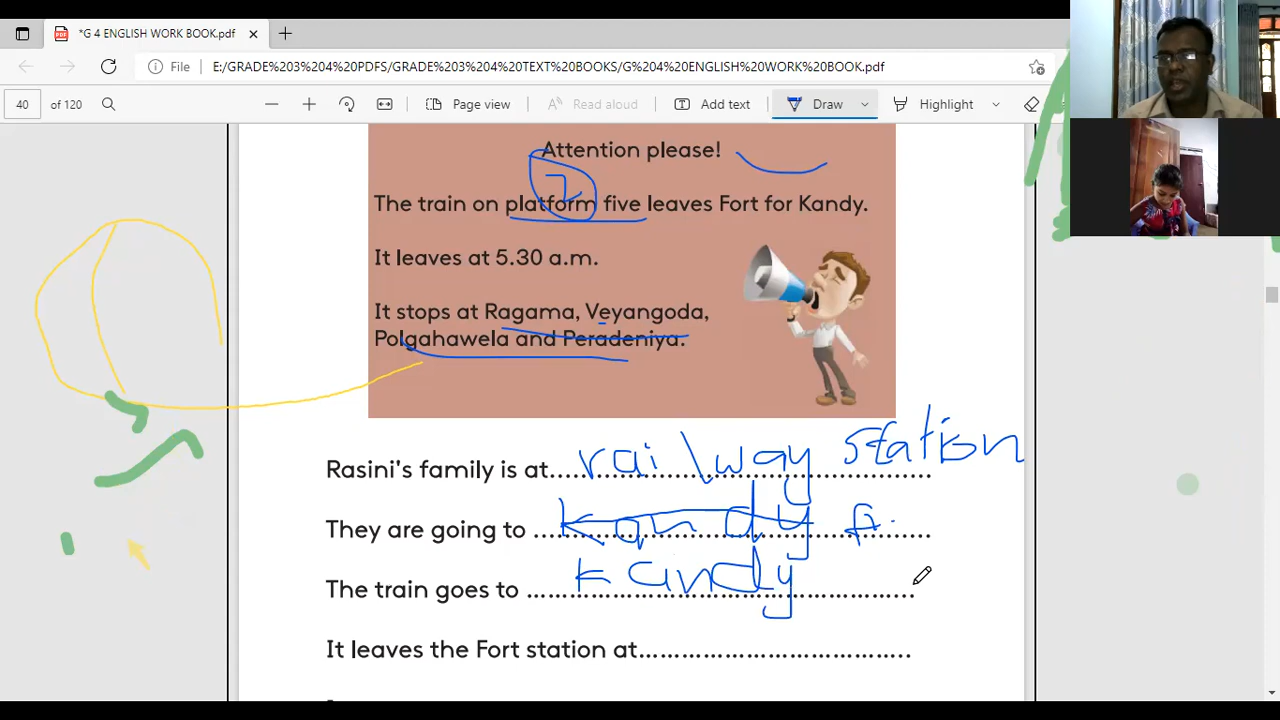 *G 4 ENGLISH WORK BOOK.pdf
File E:/GRADE%203%204%20PDFS/GRADE%203%204%20TEXT%20BOOKS/G%204%20ENGLISH%20WORK%20BOOK.pdf
40 of 120 Page view Read aloud Add text Draw Highlight
Attention please!
2
The train on platform five leaves Fort for Kandy.
It leaves at 5.30 a.m.
It stops at Ragama, Veyangoda,
Polgahawela and Peradeniya.
Rasini's family is at....railway station
They are going to ....kandy
The train goes to ....kandy....
It leaves the Fort station at..............................